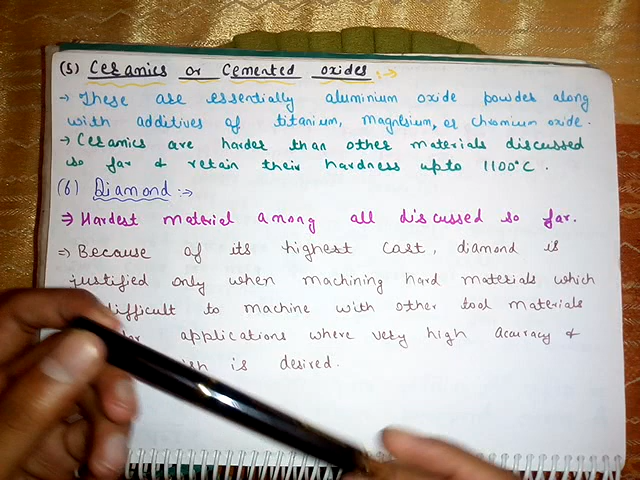 (5) Ceramics or Cemented oxides :→
→ These are essentially aluminium oxide powder along
with additives of titanium, magnesium, or chromium oxide.
→ Ceramics are harder than other materials discussed
so far & retain their hardness upto 1100°C.
(6) Diamond :→
⇒ Hardest material among all discussed so far.
⇒ Because of its highest cost, diamond is
justified only when machining hard materials which
difficult to machine with other tool materials
applications where very high accuracy &
is desired.